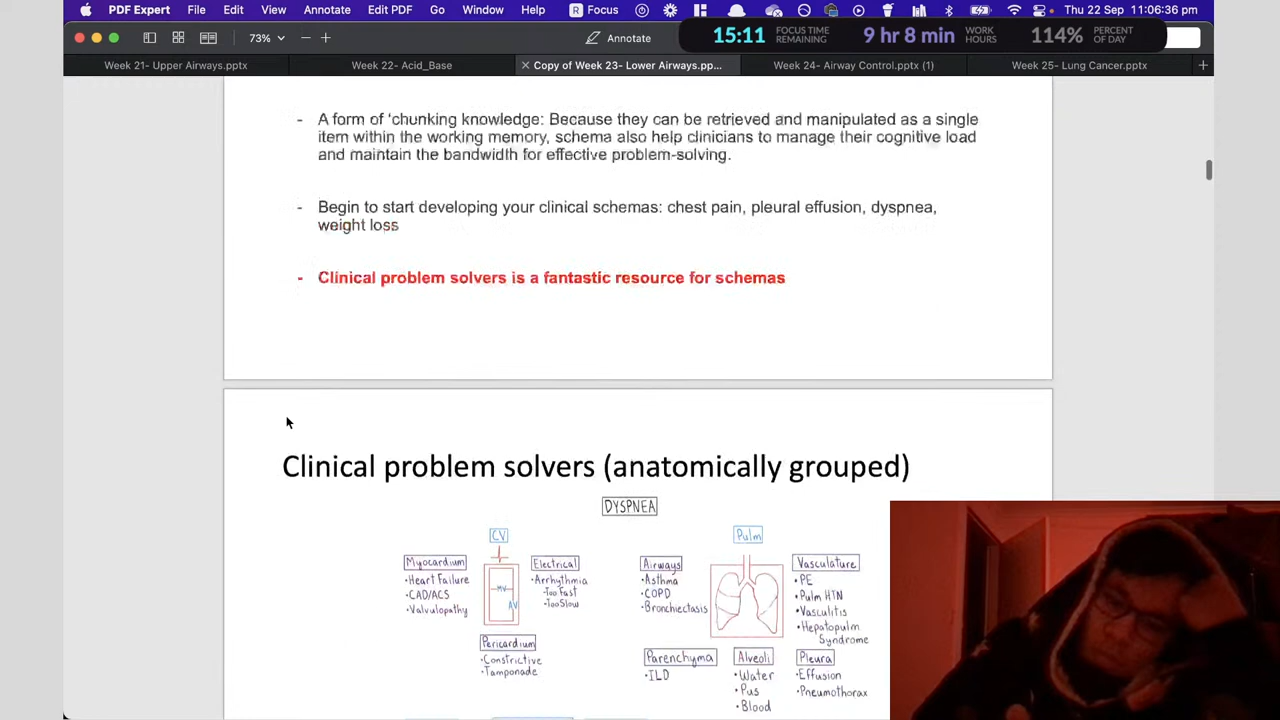 PDF Expert File Edit View Annotate Edit PDF Go Window Help Focus Thu 22 Sep 11:06:36 pm
73% Annotate 15:11 FOCUS TIME REMAINING 9 hr 8 min WORK HOURS 114% PERCENT OF DAY
Week 21- Upper Airways.pptx Week 22- Acid_Base Copy of Week 23- Lower Airways.pp... Week 24- Airway Control.pptx (1) Week 25- Lung Cancer.pptx
- A form of 'chunking knowledge: Because they can be retrieved and manipulated as a single
item within the working memory, schema also help clinicians to manage their cognitive load
and maintain the bandwidth for effective problem-solving.
- Begin to start developing your clinical schemas: chest pain, pleural effusion, dyspnea,
weight loss
- Clinical problem solvers is a fantastic resource for schemas
Clinical problem solvers (anatomically grouped)
DYSPNEA
CV
Myocardium
•Heart Failure
•CAD/ACS
•Valvulopathy
MV
AV
Electrical
•Arrhythmia
-Too Fast
-Too Slow
Pericardium
•Constrictive
•Tamponade
Pulm
Airways
•Asthma
•COPD
•Bronchiectasis
Vasculature
•PE
•Pulm HTN
•Vasculitis
•Hepatopulm
Syndrome
Parenchyma
•ILD
Alveoli
•Water
•Pus
•Blood
Pleura
•Effusion
•Pneumothorax